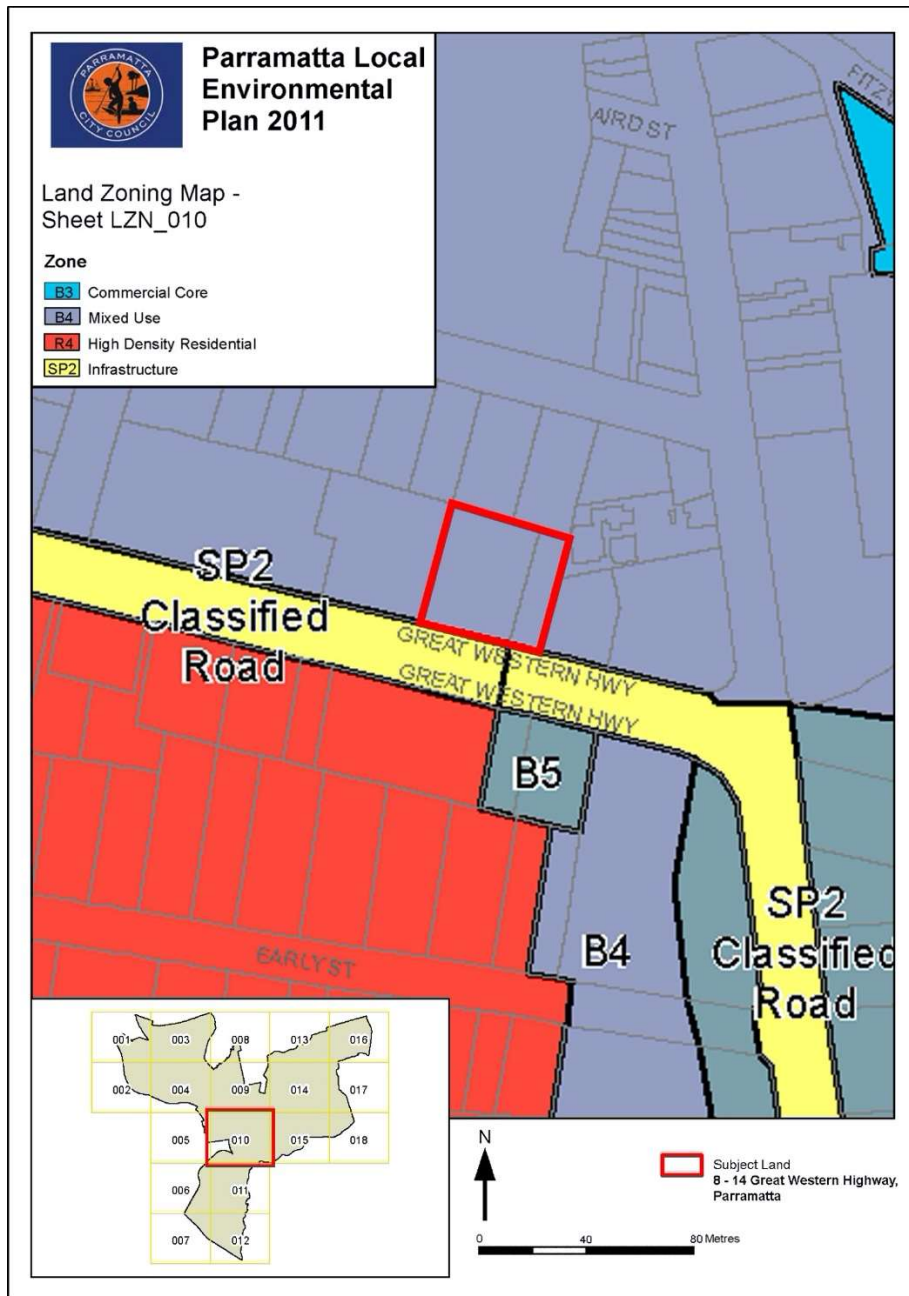 PARRAMATTA
CITY COUNCIL
Parramatta Local
Environmental
Plan 2011
Land Zoning Map -
Sheet LZN_010
Zone
B3 Commercial Core
B4 Mixed Use
R4 High Density Residential
SP2 Infrastructure
AIRD ST
SP2
Classified
Road
GREAT WESTERN HWY
GREAT WESTERN HWY
B5
B4
SP2
Classified
Road
EARLY ST
001
003
008
013
016
002
004
009
014
017
005
010
015
018
006
011
007
012
N
0
40
80 Metres
Subject Land
8 - 14 Great Western Highway,
Parramatta